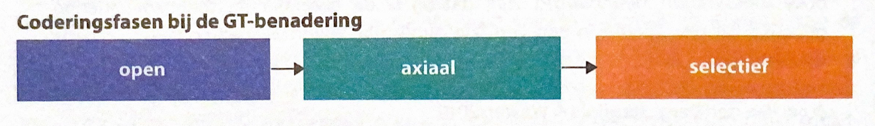 Coderingsfasen bij de GT-benadering
open axiaal selectief